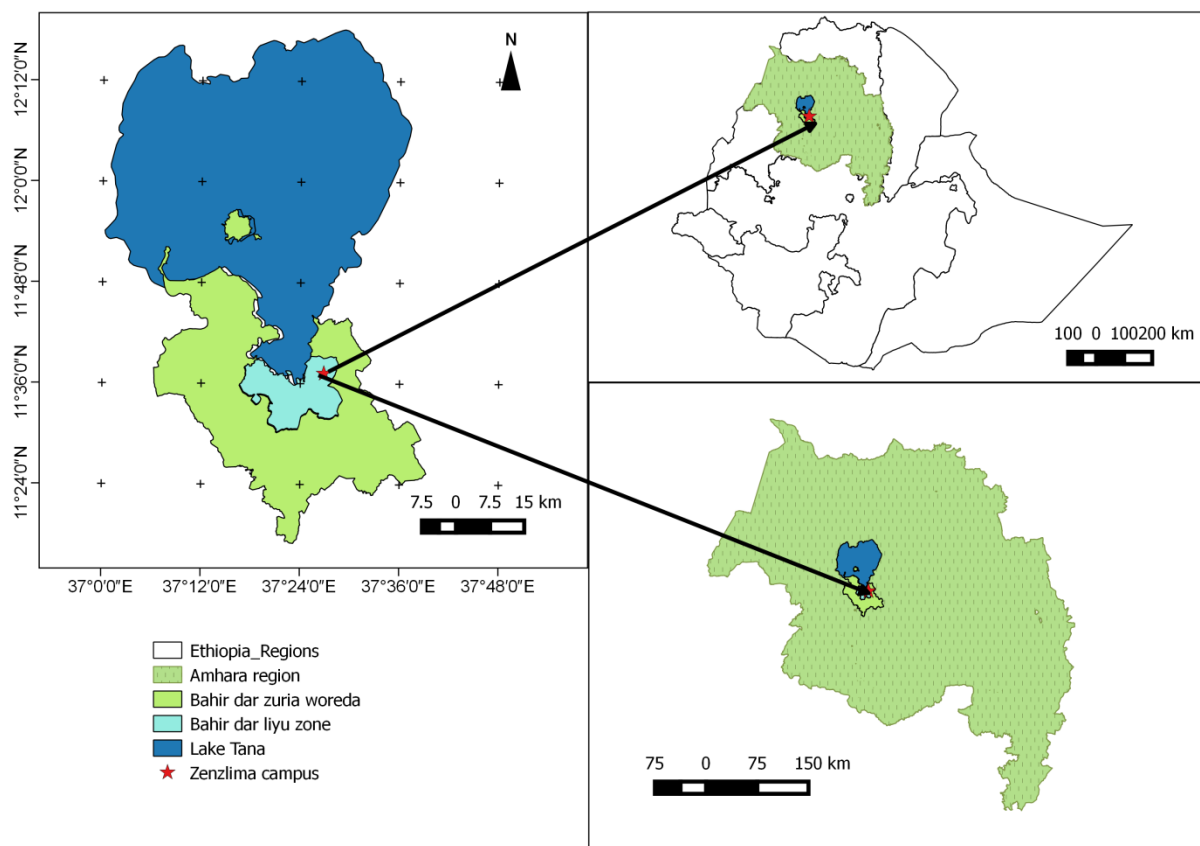 N
12°12'0"N
12°0'0"N
11°48'0"N
11°36'0"N
11°24'0"N
7.5 0 7.5 15 km
37°0'0"E 37°12'0"E 37°24'0"E 37°36'0"E 37°48'0"E
100 0 100200 km
75 0 75 150 km
Ethiopia_Regions
Amhara region
Bahir dar zuria woreda
Bahir dar liyu zone
Lake Tana
Zenzlima campus